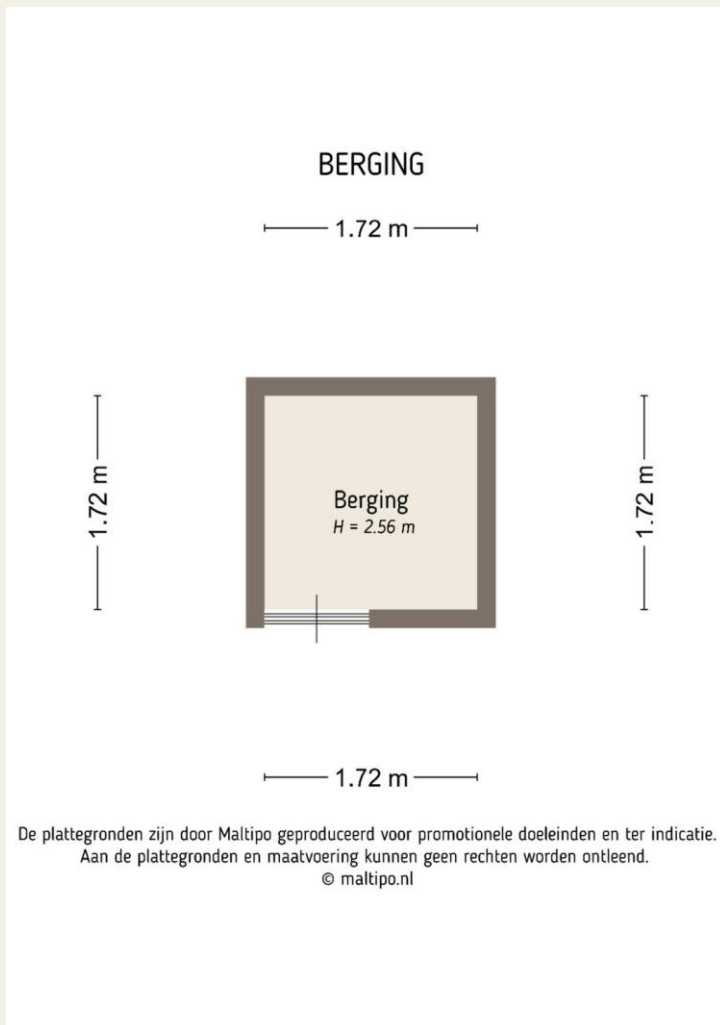 BERGING
1.72 m
1.72 m
1.72 m
Berging
H = 2.56 m
1.72 m
De plattegronden zijn door Maltipo geproduceerd voor promotionele doeleinden en ter indicatie.
Aan de plattegronden en maatvoering kunnen geen rechten worden ontleend.
© maltipo.nl